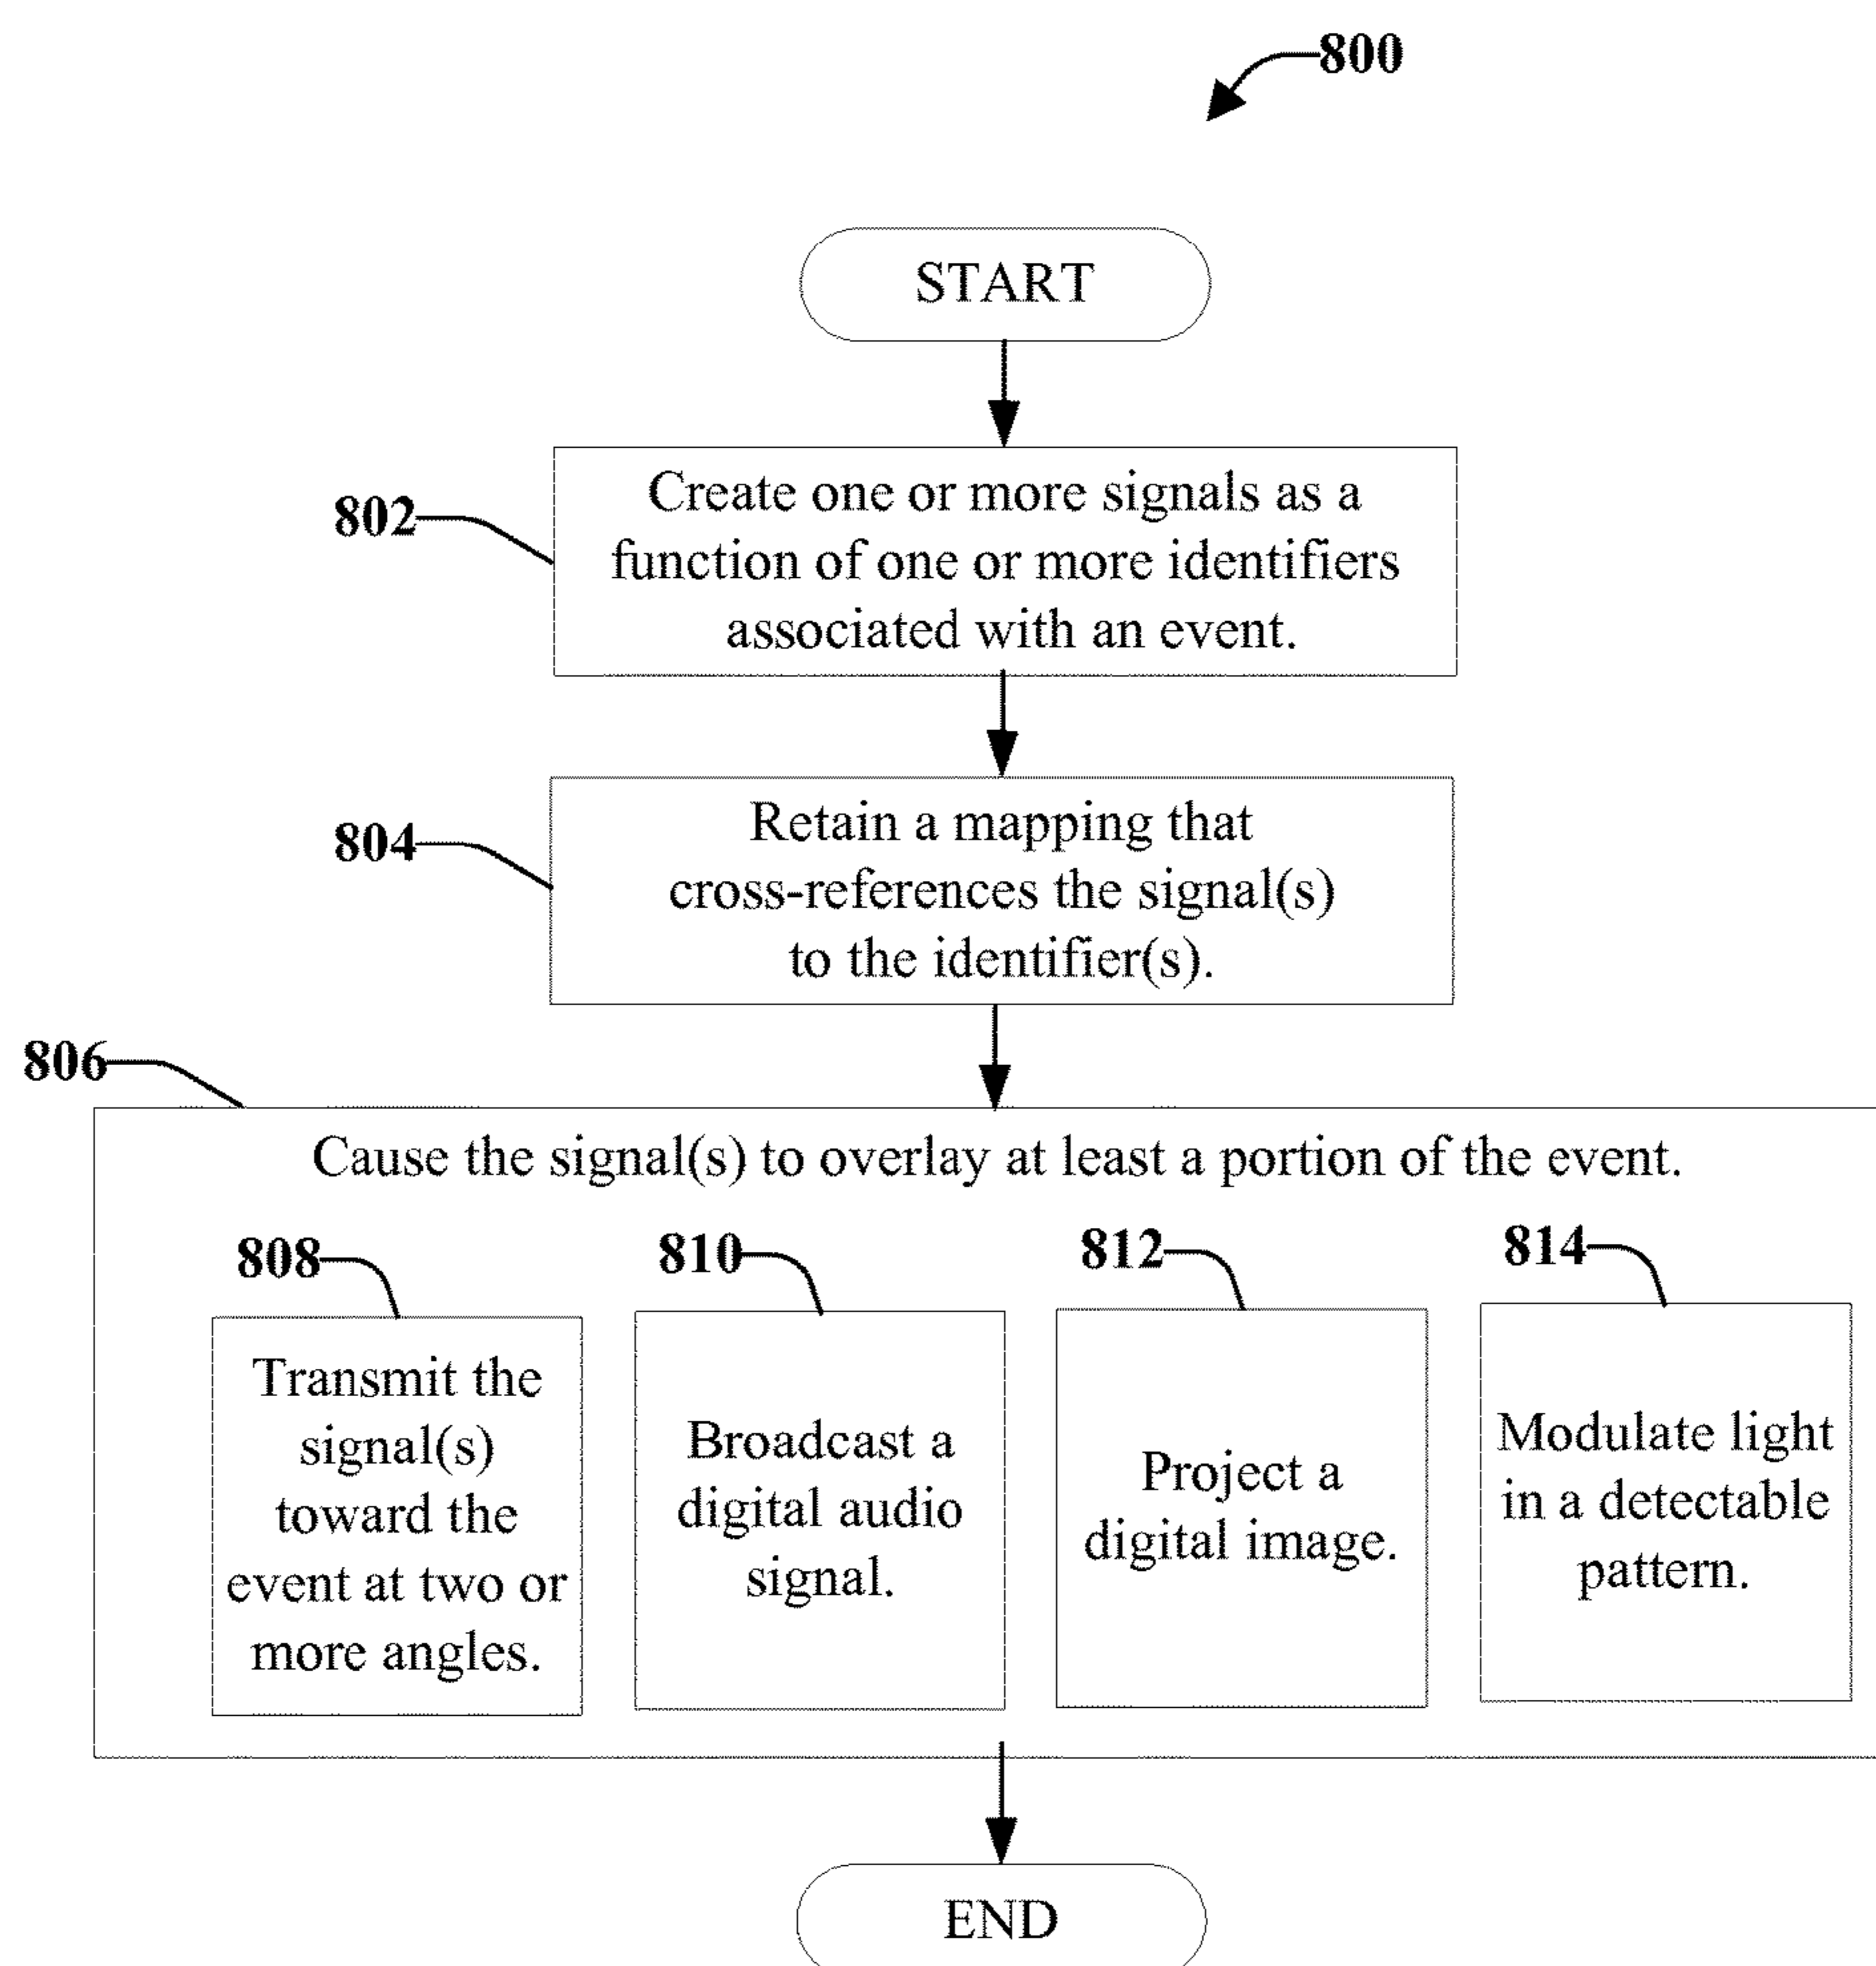 800
START
802
Create one or more signals as a
function of one or more identifiers
associated with an event.
804
Retain a mapping that
cross-references the signal(s)
to the identifier(s).
806
Cause the signal(s) to overlay at least a portion of the event.
808
Transmit the
signal(s)
toward the
event at two or
more angles.
810
Broadcast a
digital audio
signal.
812
Project a
digital image.
814
Modulate light
in a detectable
pattern.
END